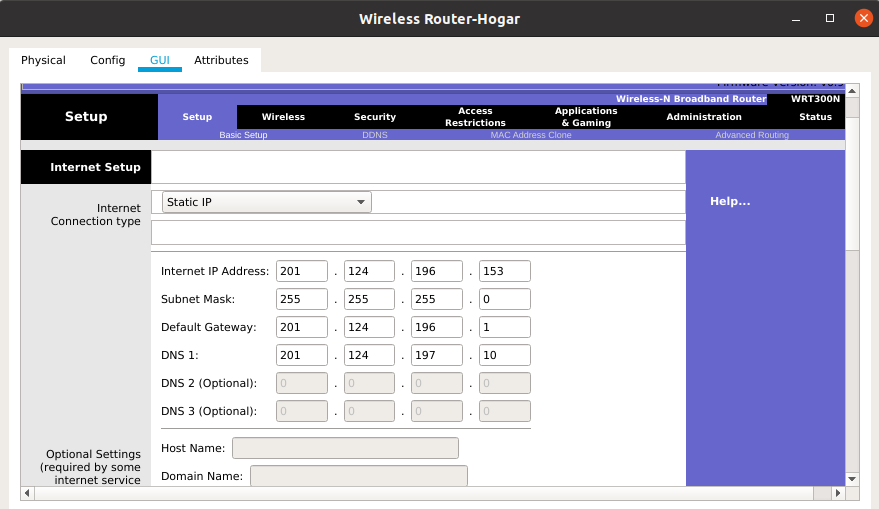 Wireless Router-Hogar
Physical Config GUI Attributes
Firmware Version: v0.9
Wireless-N Broadband Router WRT300N
Setup
Setup Wireless Security Access Restrictions Applications & Gaming Administration Status
Basic Setup DDNS MAC Address Clone Advanced Routing
Internet Setup
Internet
Connection type
Static IP
Help...
Internet IP Address: 201 . 124 . 196 . 153
Subnet Mask: 255 . 255 . 255 . 0
Default Gateway: 201 . 124 . 196 . 1
DNS 1: 201 . 124 . 197 . 10
DNS 2 (Optional): 0 . 0 . 0 . 0
DNS 3 (Optional): 0 . 0 . 0 . 0
Optional Settings
(required by some
internet service
Host Name:
Domain Name: